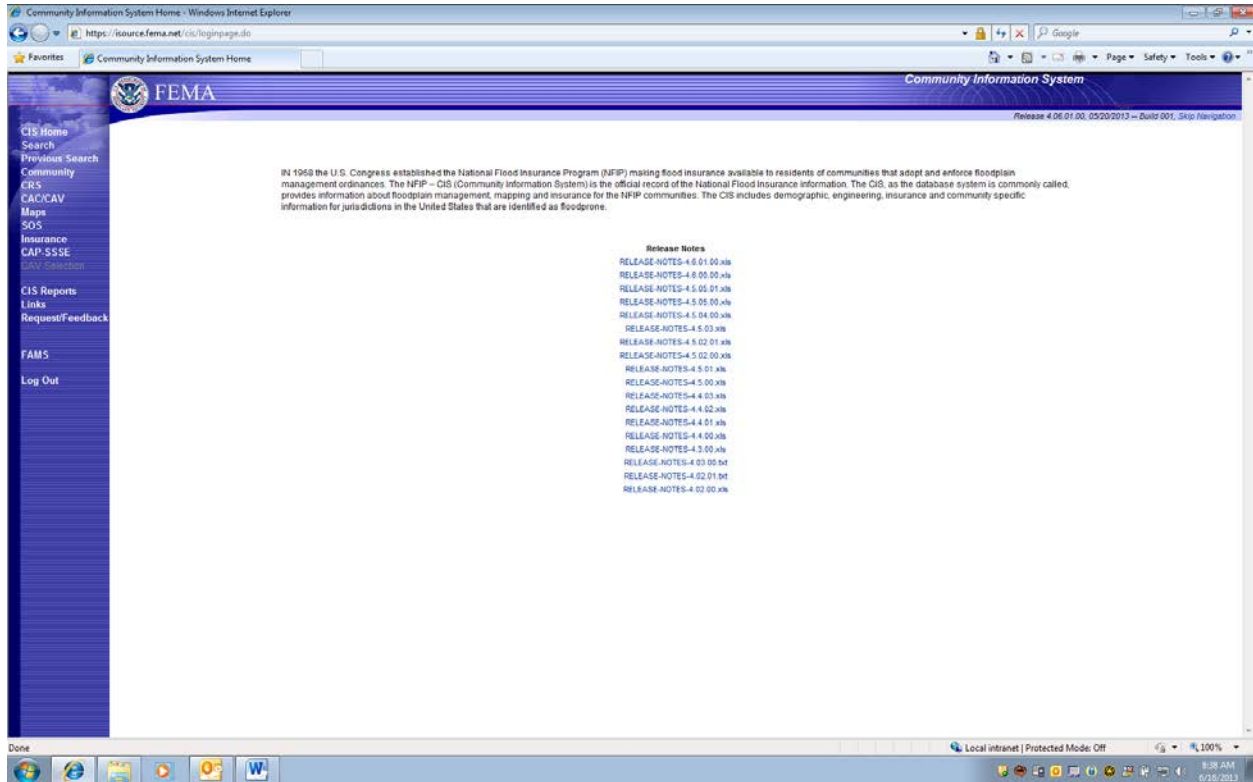 Community Information System Home - Windows Internet Explorer
https://isource.fema.net/cis/loginpage.do
Google
Favorites
Community Information System Home
Page
Safety
Tools
FEMA
Community Information System
Release 4.06.01.00, 05/20/2013 -- Build 001, Skip Navigation
CIS Home
Search
Previous Search
Community
CRS
CAC/CAV
Maps
SOS
Insurance
CAP-SSSE
CAV Selection
CIS Reports
Links
Request/Feedback
FAMS
Log Out
IN 1968 the U.S. Congress established the National Flood Insurance Program (NFIP) making flood insurance available to residents of communities that adopt and enforce floodplain
management ordinances. The NFIP – CIS (Community Information System) is the official record of the National Flood Insurance information. The CIS, as the database system is commonly called,
provides information about floodplain management, mapping and insurance for the NFIP communities. The CIS includes demographic, engineering, insurance and community specific
information for jurisdictions in the United States that are identified as floodprone.
Release Notes
RELEASE-NOTES-4.6.01.00.xls
RELEASE-NOTES-4.6.00.00.xls
RELEASE-NOTES-4.5.05.01.xls
RELEASE-NOTES-4.5.05.00.xls
RELEASE-NOTES-4.5.04.00.xls
RELEASE-NOTES-4.5.03.xls
RELEASE-NOTES-4.5.02.01.xls
RELEASE-NOTES-4.5.02.00.xls
RELEASE-NOTES-4.5.01.xls
RELEASE-NOTES-4.5.00.xls
RELEASE-NOTES-4.4.03.xls
RELEASE-NOTES-4.4.02.xls
RELEASE-NOTES-4.4.01.xls
RELEASE-NOTES-4.4.00.xls
RELEASE-NOTES-4.3.00.xls
RELEASE-NOTES-4.03.00.txt
RELEASE-NOTES-4.02.01.txt
RELEASE-NOTES-4.02.00.xls
Done
Local intranet | Protected Mode: Off
100%
8:38 AM
6/18/2013